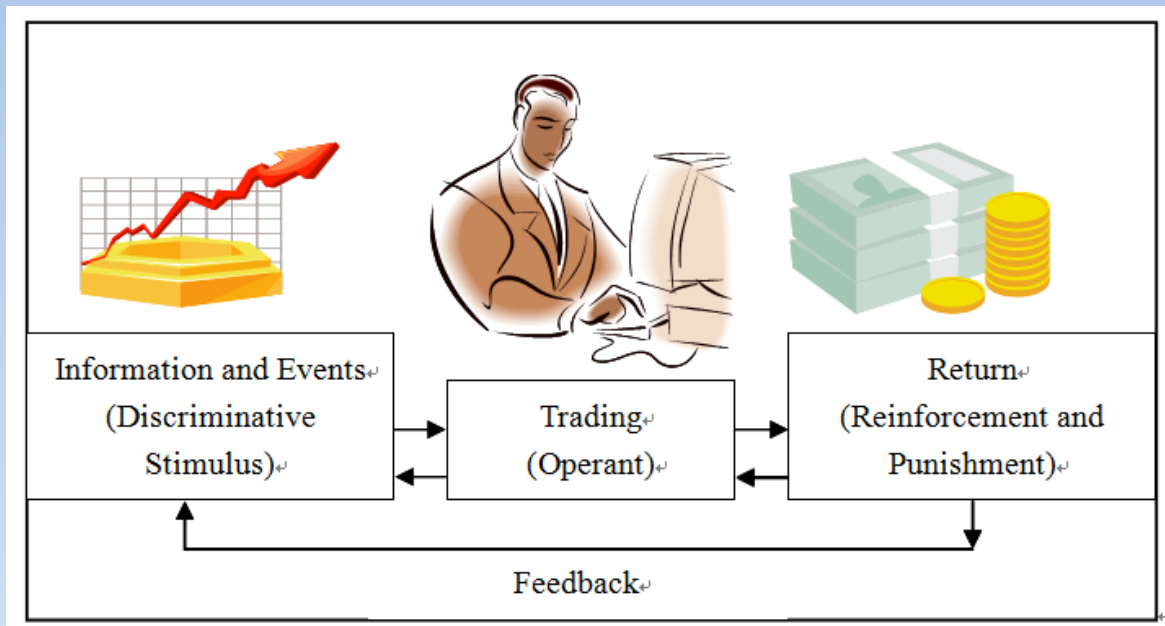 Information and Events
(Discriminative
Stimulus)
Trading
(Operant)
Return
(Reinforcement and
Punishment)
Feedback